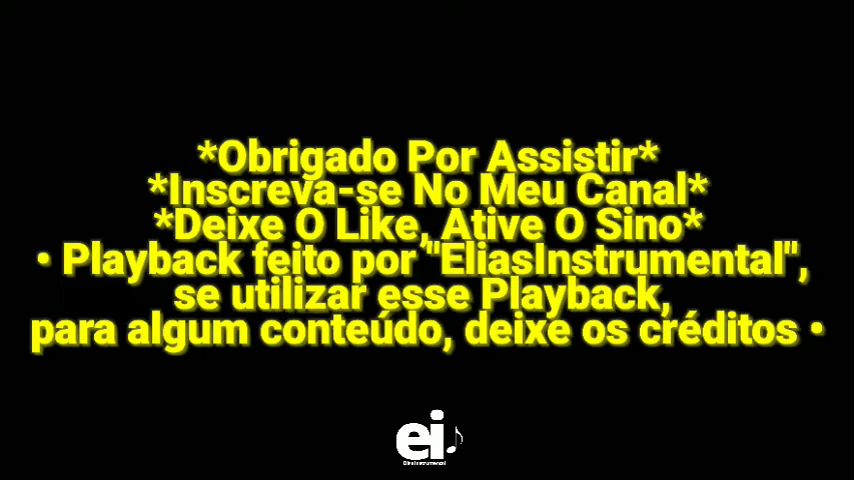 *Obrigado Por Assistir*
*Inscreva-se No Meu Canal*
*Deixe O Like, Ative O Sino*
• Playback feito por "EliasInstrumental",
se utilizar esse Playback,
para algum conteúdo, deixe os créditos •
ei
EliasInstrumental